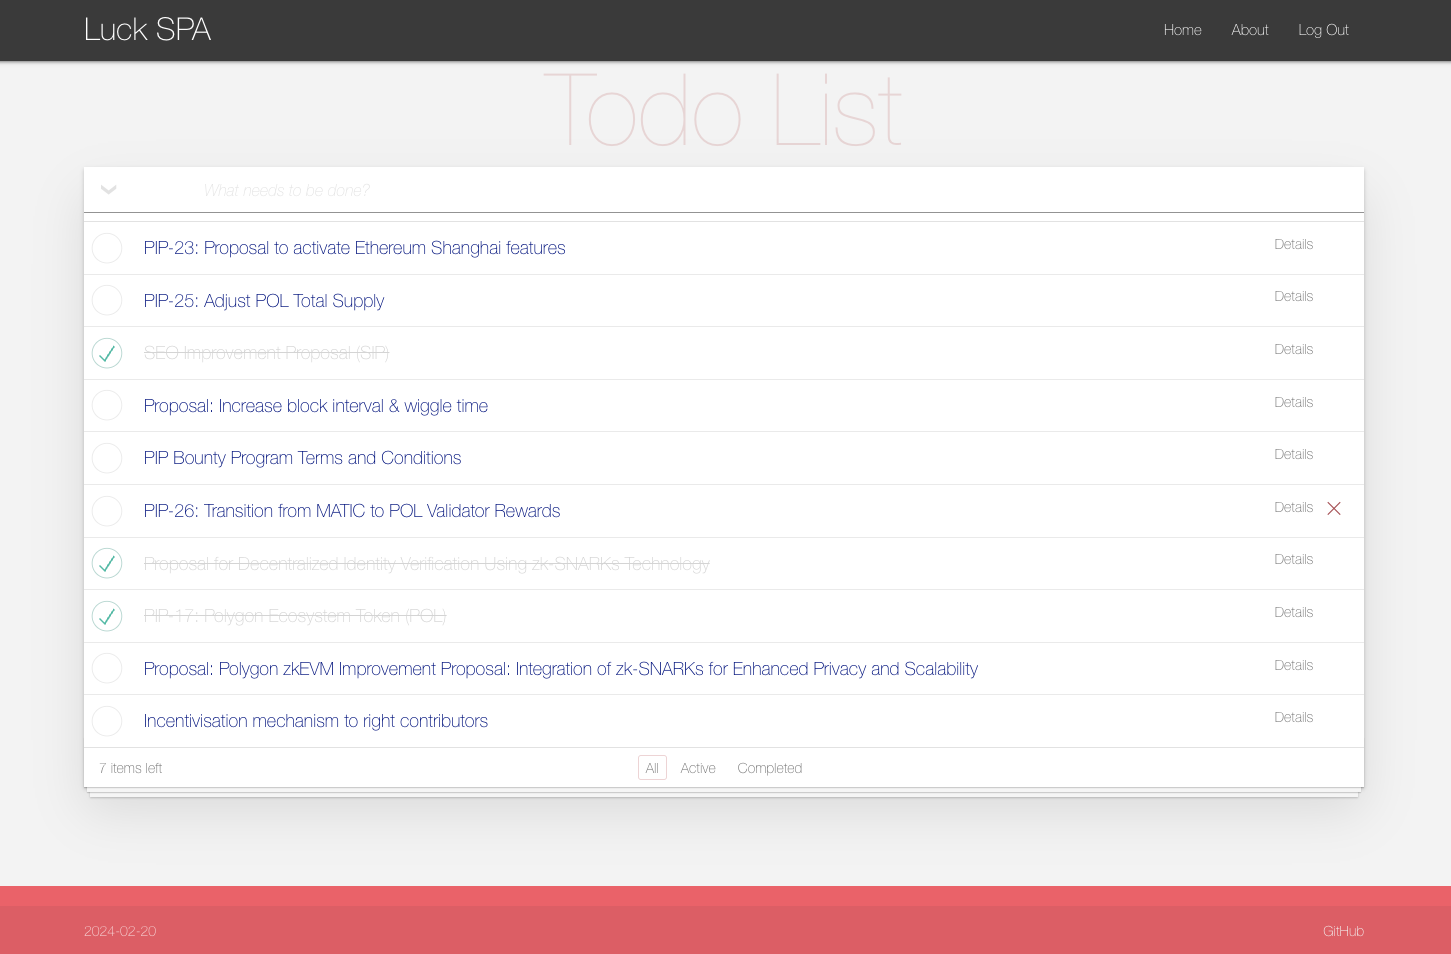 Luck SPA
Home About Log Out
Todo List
What needs to be done?
PIP-23: Proposal to activate Ethereum Shanghai features Details
PIP-25: Adjust POL Total Supply Details
SEO Improvement Proposal (SIP) Details
Proposal: Increase block interval & wiggle time Details
PIP Bounty Program Terms and Conditions Details
PIP-26: Transition from MATIC to POL Validator Rewards Details
Proposal for Decentralized Identity Verification Using zk-SNARKs Technology Details
PIP-17: Polygon Ecosystem Token (POL) Details
Proposal: Polygon zkEVM Improvement Proposal: Integration of zk-SNARKs for Enhanced Privacy and Scalability Details
Incentivisation mechanism to right contributors Details
7 items left All Active Completed
2024-02-20 GitHub